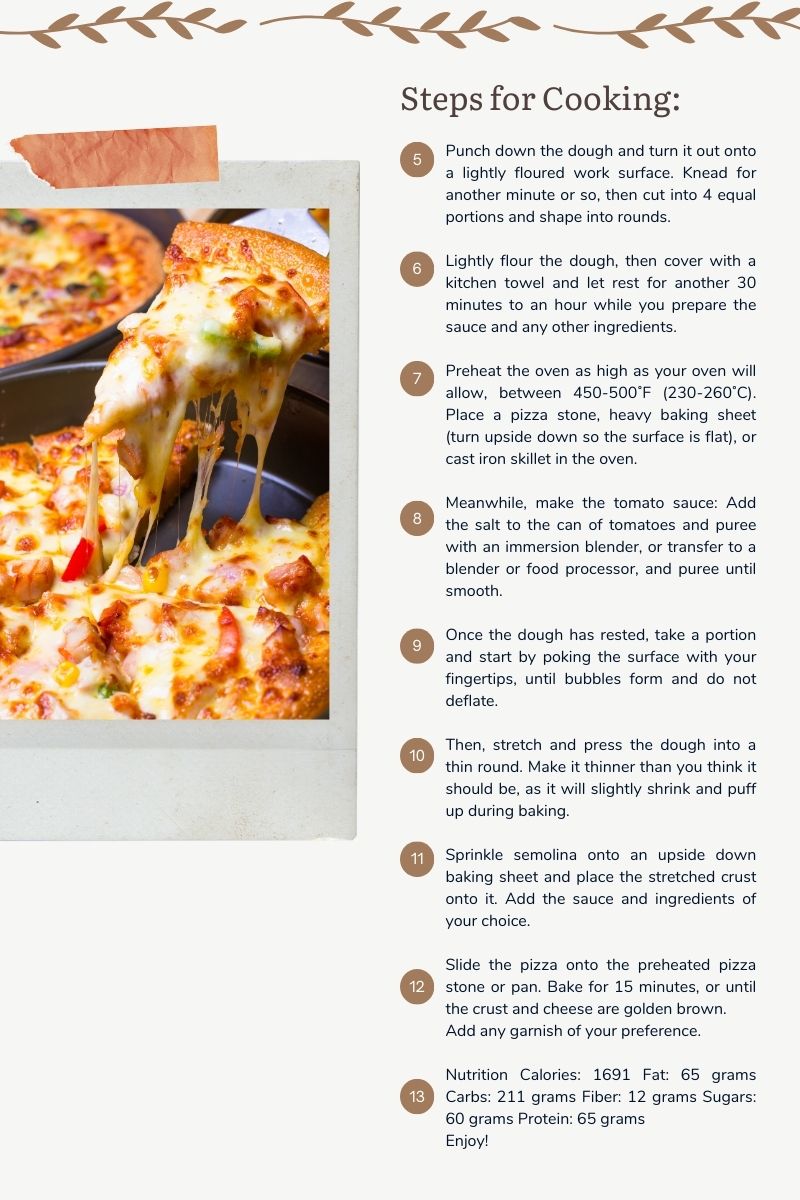 Steps for Cooking:
5
Punch down the dough and turn it out onto
a lightly floured work surface. Knead for
another minute or so, then cut into 4 equal
portions and shape into rounds.
6
Lightly flour the dough, then cover with a
kitchen towel and let rest for another 30
minutes to an hour while you prepare the
sauce and any other ingredients.
7
Preheat the oven as high as your oven will
allow, between 450-500˚F (230-260˚C).
Place a pizza stone, heavy baking sheet
(turn upside down so the surface is flat), or
cast iron skillet in the oven.
8
Meanwhile, make the tomato sauce: Add
the salt to the can of tomatoes and puree
with an immersion blender, or transfer to a
blender or food processor, and puree until
smooth.
9
Once the dough has rested, take a portion
and start by poking the surface with your
fingertips, until bubbles form and do not
deflate.
10
Then, stretch and press the dough into a
thin round. Make it thinner than you think it
should be, as it will slightly shrink and puff
up during baking.
11
Sprinkle semolina onto an upside down
baking sheet and place the stretched crust
onto it. Add the sauce and ingredients of
your choice.
12
Slide the pizza onto the preheated pizza
stone or pan. Bake for 15 minutes, or until
the crust and cheese are golden brown.
Add any garnish of your preference.
13
Nutrition Calories: 1691 Fat: 65 grams
Carbs: 211 grams Fiber: 12 grams Sugars:
60 grams Protein: 65 grams
Enjoy!